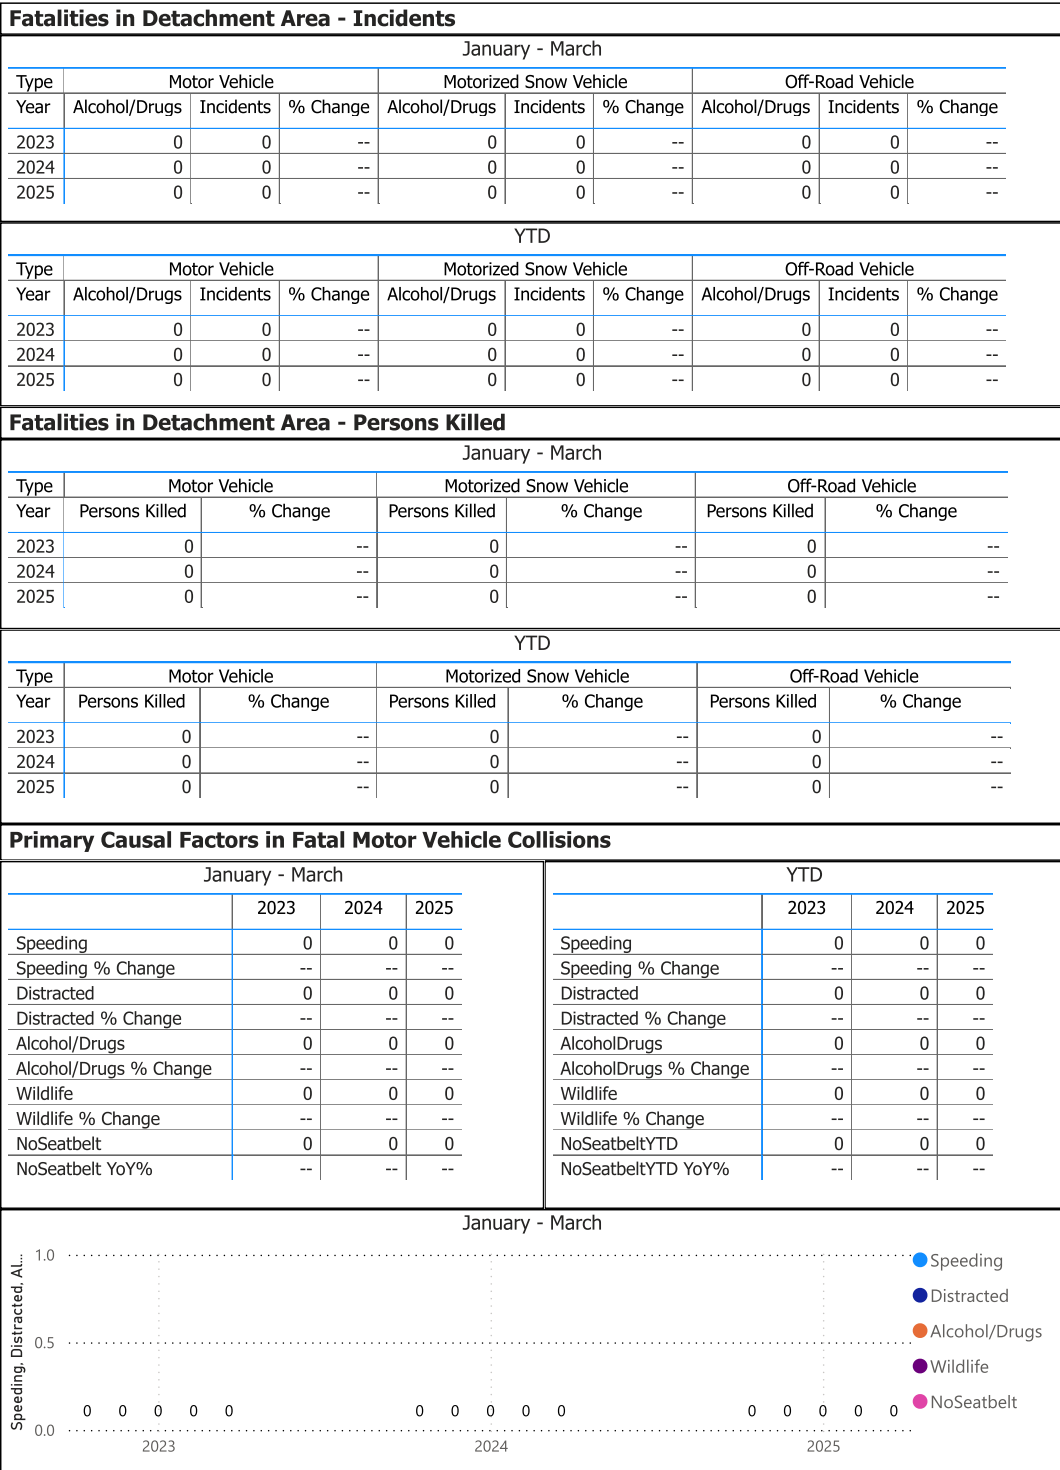 Fatalities in Detachment Area - Incidents
January - March
Type Motor Vehicle Motorized Snow Vehicle Off-Road Vehicle
Year Alcohol/Drugs Incidents % Change Alcohol/Drugs Incidents % Change Alcohol/Drugs Incidents % Change
2023 0 0 -- 0 0 -- 0 0 --
2024 0 0 -- 0 0 -- 0 0 --
2025 0 0 -- 0 0 -- 0 0 --
YTD
Type Motor Vehicle Motorized Snow Vehicle Off-Road Vehicle
Year Alcohol/Drugs Incidents % Change Alcohol/Drugs Incidents % Change Alcohol/Drugs Incidents % Change
2023 0 0 -- 0 0 -- 0 0 --
2024 0 0 -- 0 0 -- 0 0 --
2025 0 0 -- 0 0 -- 0 0 --
Fatalities in Detachment Area - Persons Killed
January - March
Type Motor Vehicle Motorized Snow Vehicle Off-Road Vehicle
Year Persons Killed % Change Persons Killed % Change Persons Killed % Change
2023 0 -- 0 -- 0 --
2024 0 -- 0 -- 0 --
2025 0 -- 0 -- 0 --
YTD
Type Motor Vehicle Motorized Snow Vehicle Off-Road Vehicle
Year Persons Killed % Change Persons Killed % Change Persons Killed % Change
2023 0 -- 0 -- 0 --
2024 0 -- 0 -- 0 --
2025 0 -- 0 -- 0 --
Primary Causal Factors in Fatal Motor Vehicle Collisions
January - March
2023 2024 2025
Speeding 0 0 0
Speeding % Change -- -- --
Distracted 0 0 0
Distracted % Change -- -- --
Alcohol/Drugs 0 0 0
Alcohol/Drugs % Change -- -- --
Wildlife 0 0 0
Wildlife % Change -- -- --
NoSeatbelt 0 0 0
NoSeatbelt YoY% -- -- --
YTD
2023 2024 2025
Speeding 0 0 0
Speeding % Change -- -- --
Distracted 0 0 0
Distracted % Change -- -- --
AlcoholDrugs 0 0 0
AlcoholDrugs % Change -- -- --
Wildlife 0 0 0
Wildlife % Change -- -- --
NoSeatbeltYTD 0 0 0
NoSeatbeltYTD YoY% -- -- --
January - March
Speeding, Distracted, Al...
1.0
0.5
0.0
0 0 0 0 0 0 0 0 0 0 0 0 0 0 0
2023 2024 2025
Speeding
Distracted
Alcohol/Drugs
Wildlife
NoSeatbelt